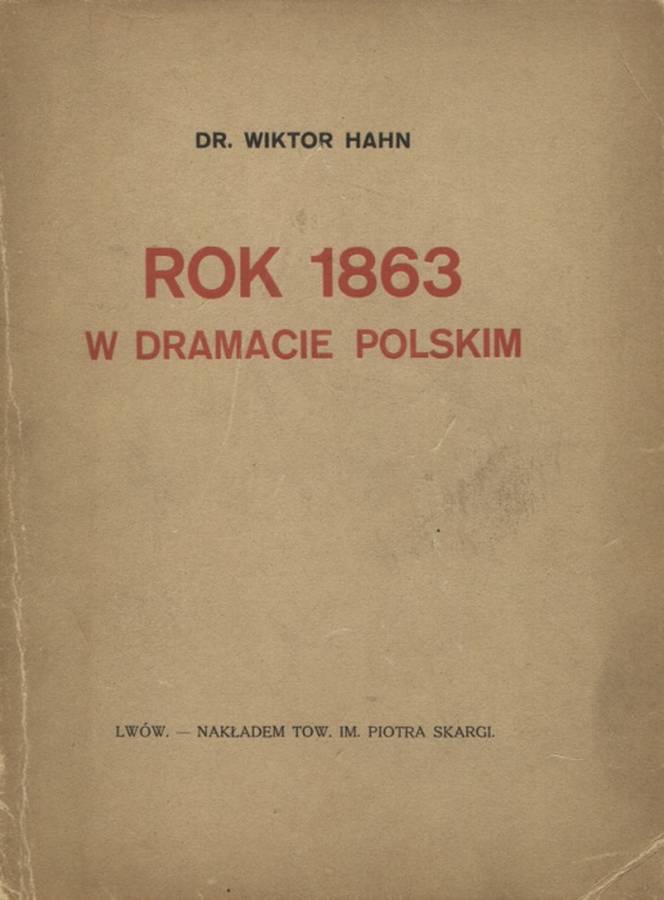 DR. WIKTOR HAHN
ROK 1863
W DRAMACIE POLSKIM
LWÓW. — NAKŁADEM TOW. IM. PIOTRA SKARGI.